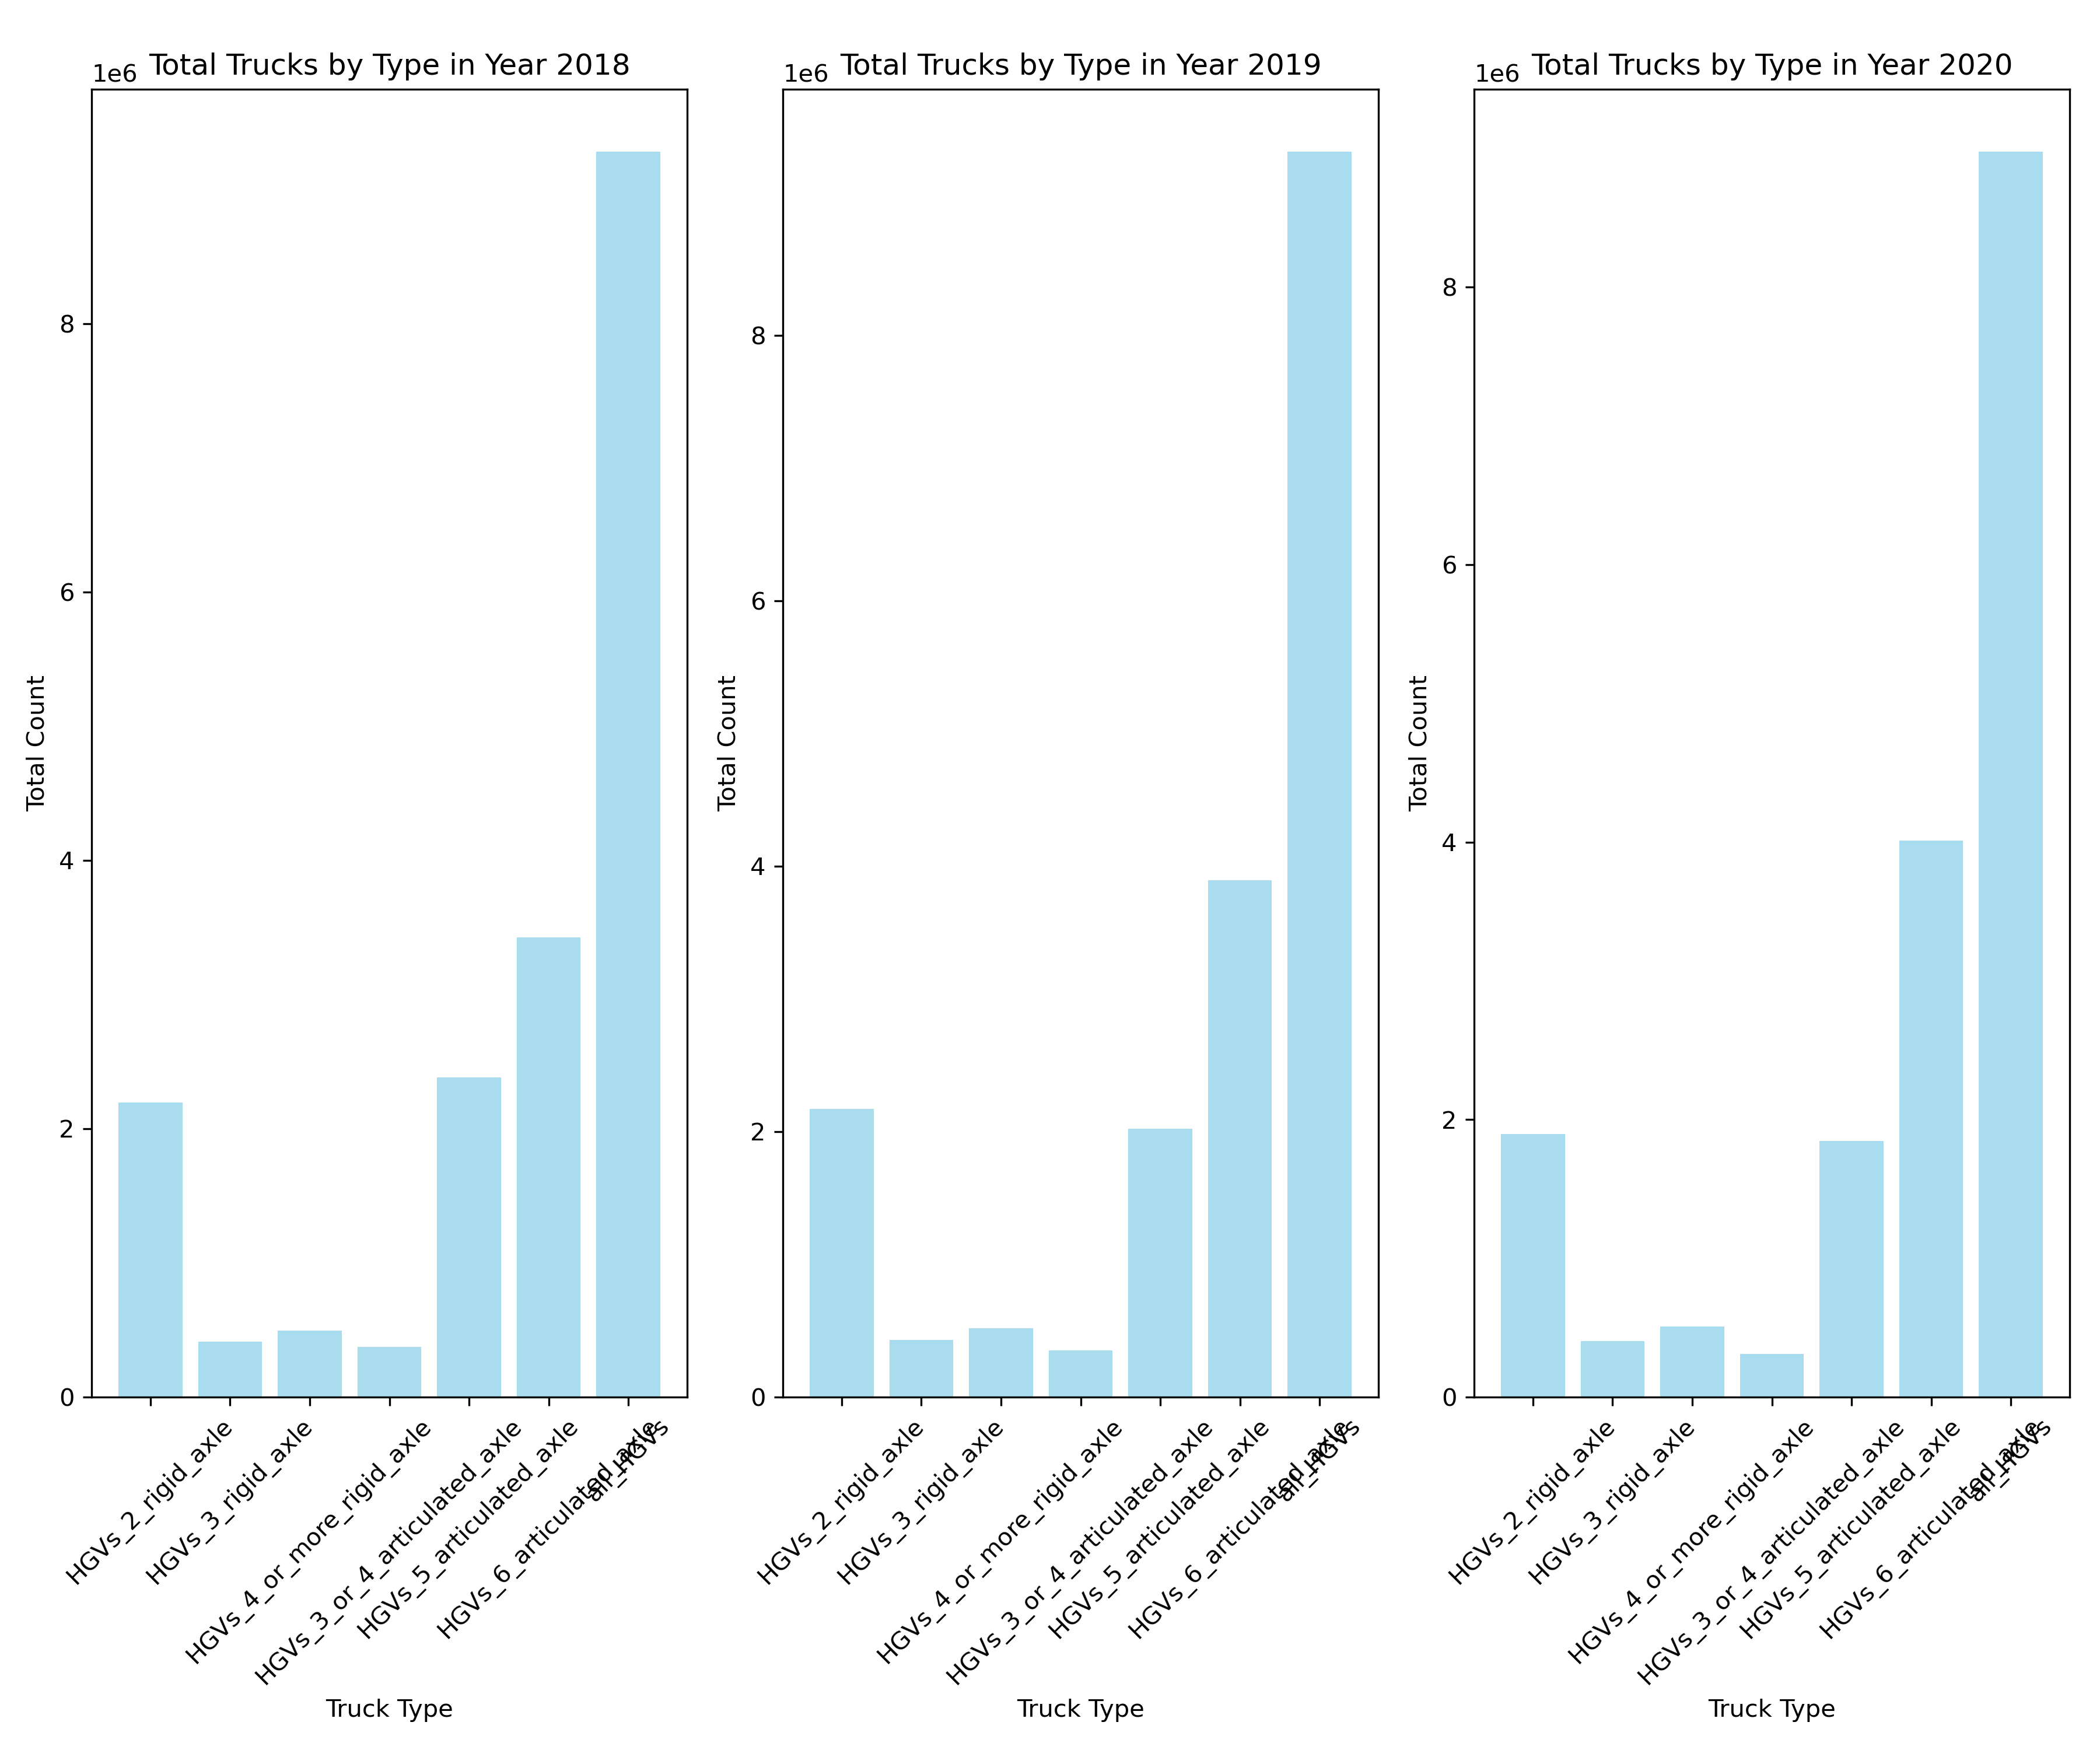 Total Trucks by Type in Year 2018
1e6
8
6
4
2
0
Total Count
HGVs_2_rigid_axle
HGVs_3_rigid_axle
HGVs_4_or_more_rigid_axle
HGVs_3_or_4_articulated_axle
HGVs_5_articulated_axle
HGVs_6_articulated_axle
all_HGVs
Truck Type
Total Trucks by Type in Year 2019
1e6
8
6
4
2
0
Total Count
HGVs_2_rigid_axle
HGVs_3_rigid_axle
HGVs_4_or_more_rigid_axle
HGVs_3_or_4_articulated_axle
HGVs_5_articulated_axle
HGVs_6_articulated_axle
all_HGVs
Truck Type
Total Trucks by Type in Year 2020
1e6
8
6
4
2
0
Total Count
HGVs_2_rigid_axle
HGVs_3_rigid_axle
HGVs_4_or_more_rigid_axle
HGVs_3_or_4_articulated_axle
HGVs_5_articulated_axle
HGVs_6_articulated_axle
all_HGVs
Truck Type